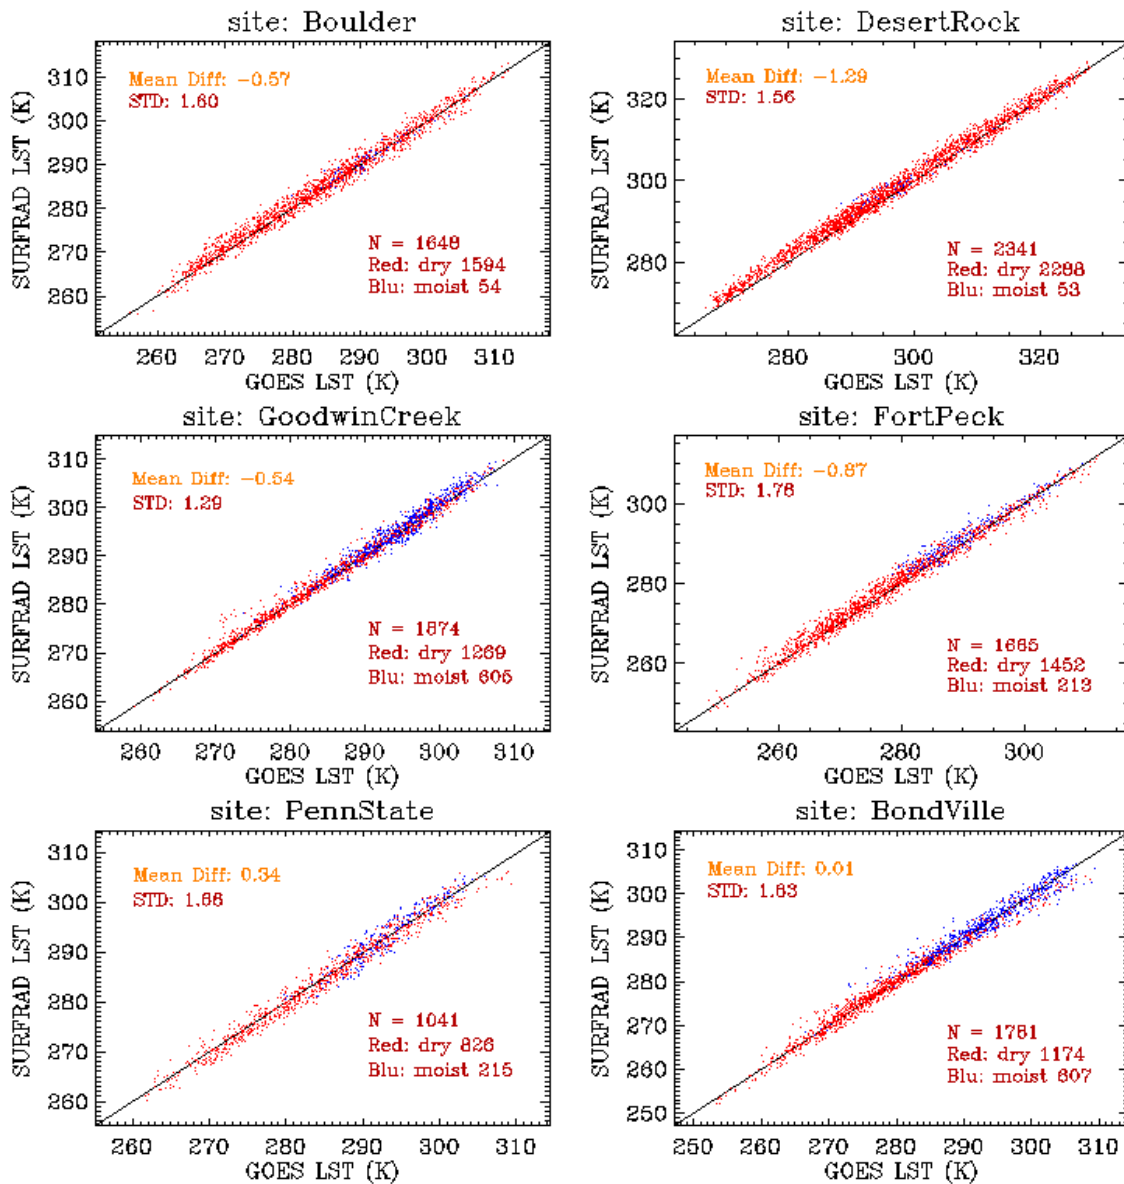 site: Boulder
Mean Diff: -0.57
STD: 1.60
N = 1648
Red: dry 1594
Blu: moist 54
310
300
290
280
270
260
SURFRAD LST (K)
260 270 280 290 300 310
GOES LST (K)
site: DesertRock
Mean Diff: -1.29
STD: 1.56
N = 2341
Red: dry 2288
Blu: moist 53
320
300
280
SURFRAD LST (K)
280 300 320
GOES LST (K)
site: GoodwinCreek
Mean Diff: -0.54
STD: 1.29
N = 1874
Red: dry 1269
Blu: moist 605
310
300
290
280
270
260
SURFRAD LST (K)
260 270 280 290 300 310
GOES LST (K)
site: FortPeck
Mean Diff: -0.87
STD: 1.78
N = 1665
Red: dry 1452
Blu: moist 213
300
280
260
SURFRAD LST (K)
260 280 300
GOES LST (K)
site: PennState
Mean Diff: 0.34
STD: 1.66
N = 1041
Red: dry 826
Blu: moist 215
310
300
290
280
270
260
SURFRAD LST (K)
260 270 280 290 300 310
GOES LST (K)
site: BondVille
Mean Diff: 0.01
STD: 1.63
N = 1781
Red: dry 1174
Blu: moist 607
310
300
290
280
270
260
250
SURFRAD LST (K)
250 260 270 280 290 300 310
GOES LST (K)